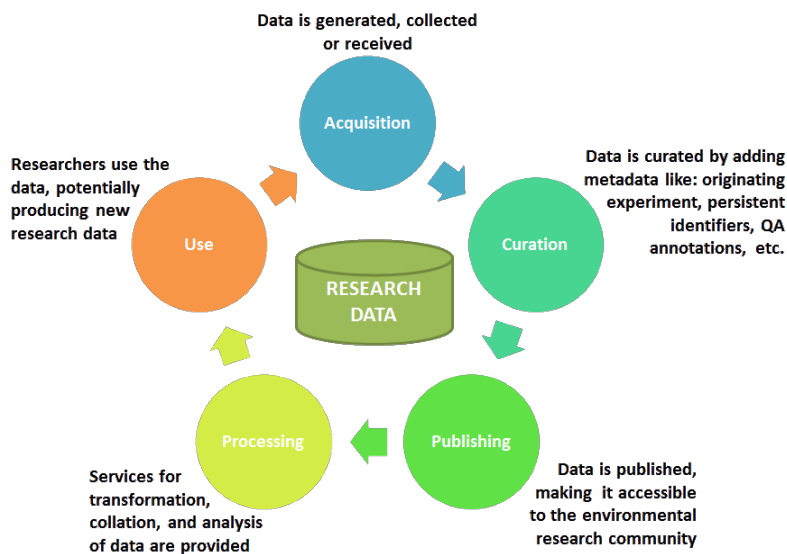 Data is generated, collected
or received
Acquisition
Data is curated by adding
metadata like: originating
experiment, persistent
identifiers, QA
annotations, etc.
Curation
Data is published,
making it accessible
to the environmental
research community
Publishing
Processing
Services for
transformation,
collation, and analysis
of data are provided
Researchers use the
data, potentially
producing new
research data
Use
RESEARCH
DATA